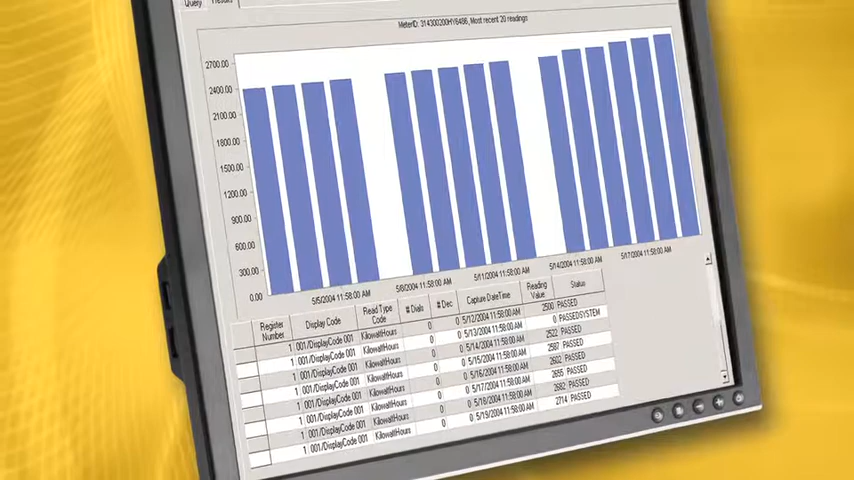 Query Results
MeterID: 314300200HY6486, Most recent 20 readings
2700.00
2400.00
2100.00
1800.00
1500.00
1200.00
900.00
600.00
300.00
0.00
5/5/2004 11:58:00 AM 5/8/2004 11:58:00 AM 5/11/2004 11:58:00 AM 5/14/2004 11:58:00 AM 5/17/2004 11:58:00 AM
Register Number Display Code Read Type Code # Dials # Dec Capture DateTime Reading Value Status
1 001/DisplayCode 001 KilowattHours 0 0 5/12/2004 11:58:00 AM 2500 PASSED
1 001/DisplayCode 001 KilowattHours 0 0 5/13/2004 11:58:00 AM 0 PASSEDSYSTEM
1 001/DisplayCode 001 KilowattHours 0 0 5/14/2004 11:58:00 AM 2522 PASSED
1 001/DisplayCode 001 KilowattHours 0 0 5/15/2004 11:58:00 AM 2587 PASSED
1 001/DisplayCode 001 KilowattHours 0 0 5/16/2004 11:58:00 AM 2602 PASSED
1 001/DisplayCode 001 KilowattHours 0 0 5/17/2004 11:58:00 AM 2655 PASSED
1 001/DisplayCode 001 KilowattHours 0 0 5/18/2004 11:58:00 AM 2682 PASSED
1 001/DisplayCode 001 KilowattHours 0 0 5/19/2004 11:58:00 AM 2714 PASSED